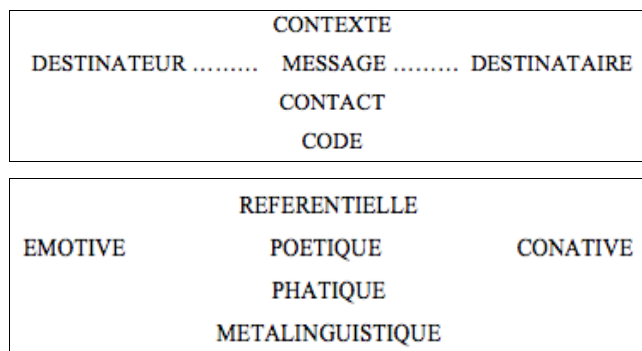 CONTEXTE
DESTINATEUR ……… MESSAGE ……… DESTINATAIRE
CONTACT
CODE
REFERENTIELLE
EMOTIVE POETIQUE CONATIVE
PHATIQUE
METALINGUISTIQUE